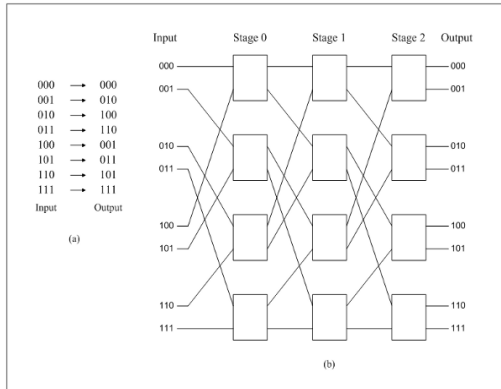 000 → 000
001 → 010
010 → 100
011 → 110
100 → 001
101 → 011
110 → 101
111 → 111
Input Output
(a)
Input Stage 0 Stage 1 Stage 2 Output
000 000
001 001
010 010
011 011
100 100
101 101
110 110
111 111
(b)